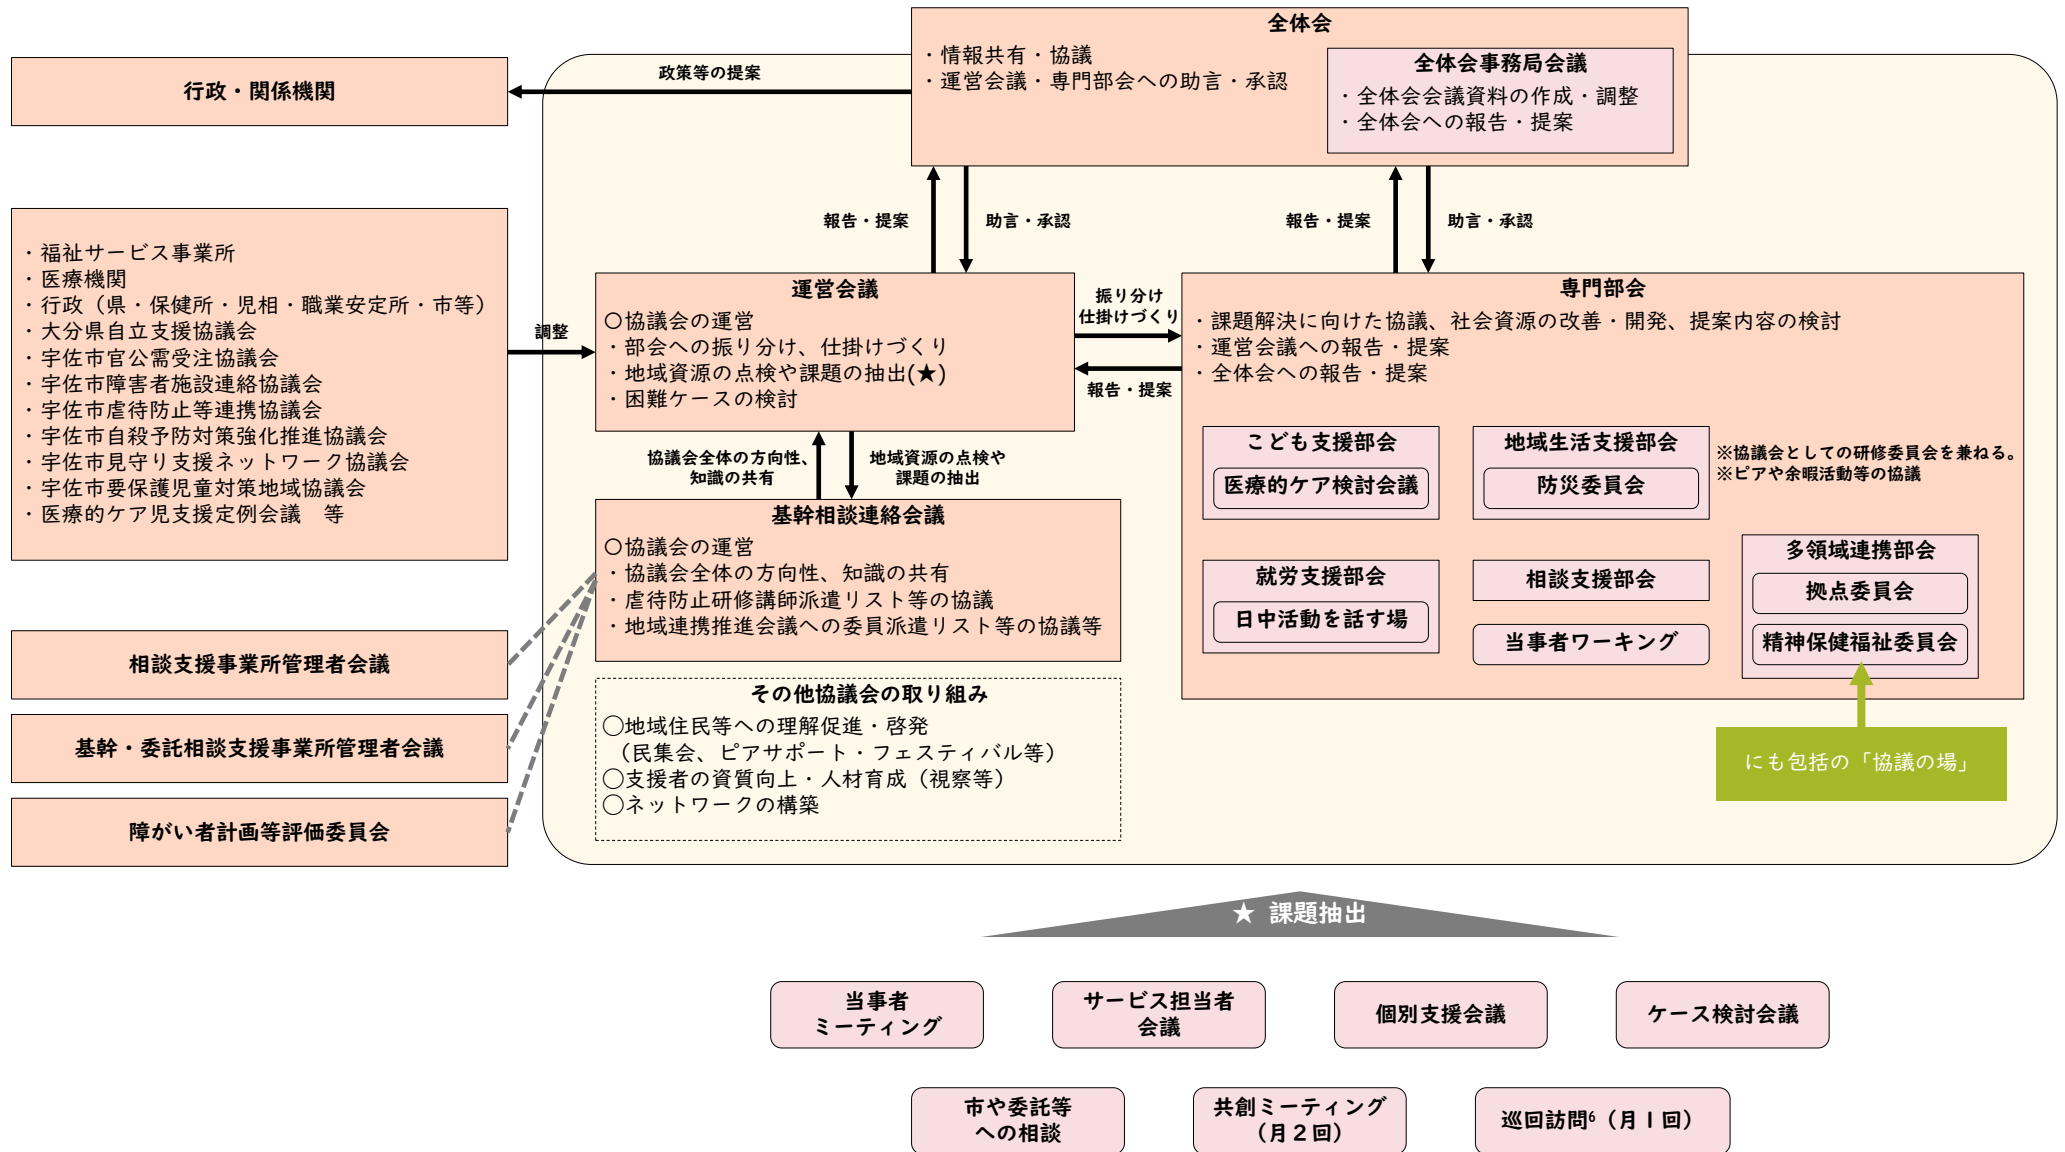 全体会
・情報共有・協議
・運営会議・専門部会への助言・承認
全体会事務局会議
・全体会会議資料の作成・調整
・全体会への報告・提案
政策等の提案
行政・関係機関
報告・提案
助言・承認
報告・提案
助言・承認
・福祉サービス事業所
・医療機関
・行政（県・保健所・児相・職業安定所・市等）
・大分県自立支援協議会
・宇佐市官公需受注協議会
・宇佐市障害者施設連絡協議会
・宇佐市虐待防止等連携協議会
・宇佐市自殺予防対策強化推進協議会
・宇佐市見守り支援ネットワーク協議会
・宇佐市要保護児童対策地域協議会
・医療的ケア児支援定例会議　等
調整
運営会議
〇協議会の運営
・部会への振り分け、仕掛けづくり
・地域資源の点検や課題の抽出(★)
・困難ケースの検討
振り分け
仕掛けづくり
報告・提案
専門部会
・課題解決に向けた協議、社会資源の改善・開発、提案内容の検討
・運営会議への報告・提案
・全体会への報告・提案
こども支援部会
医療的ケア検討会議
地域生活支援部会
防災委員会
※協議会としての研修委員会を兼ねる。
※ピアや余暇活動等の協議
就労支援部会
日中活動を話す場
相談支援部会
当事者ワーキング
多領域連携部会
拠点委員会
精神保健福祉委員会
にも包括の「協議の場」
協議会全体の方向性、
知識の共有
地域資源の点検や
課題の抽出
基幹相談連絡会議
〇協議会の運営
・協議会全体の方向性、知識の共有
・虐待防止研修講師派遣リスト等の協議
・地域連携推進会議への委員派遣リスト等の協議等
相談支援事業所管理者会議
基幹・委託相談支援事業所管理者会議
障がい者計画等評価委員会
その他協議会の取り組み
◯地域住民等への理解促進・啓発
（民集会、ピアサポート・フェスティバル等）
◯支援者の資質向上・人材育成（視察等）
◯ネットワークの構築
★ 課題抽出
当事者
ミーティング
サービス担当者
会議
個別支援会議
ケース検討会議
市や委託等
への相談
共創ミーティング
（月２回）
巡回訪問⁶（月１回）